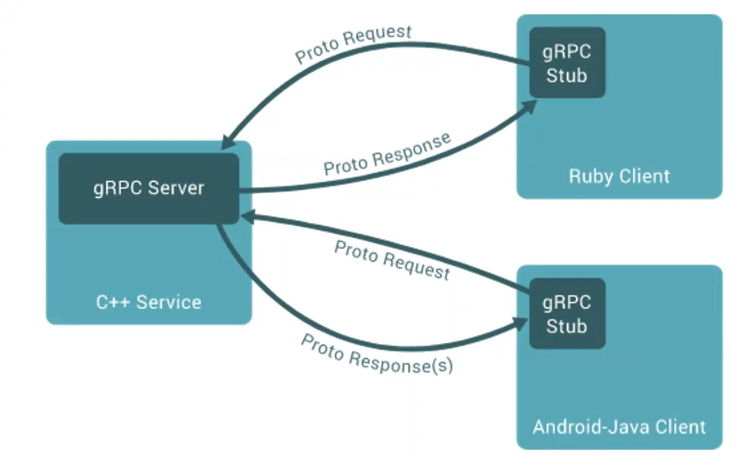 Proto Request
gRPC
Stub
Proto Response
Ruby Client
gRPC Server
C++ Service
Proto Request
gRPC
Stub
Proto Response(s)
Android-Java Client